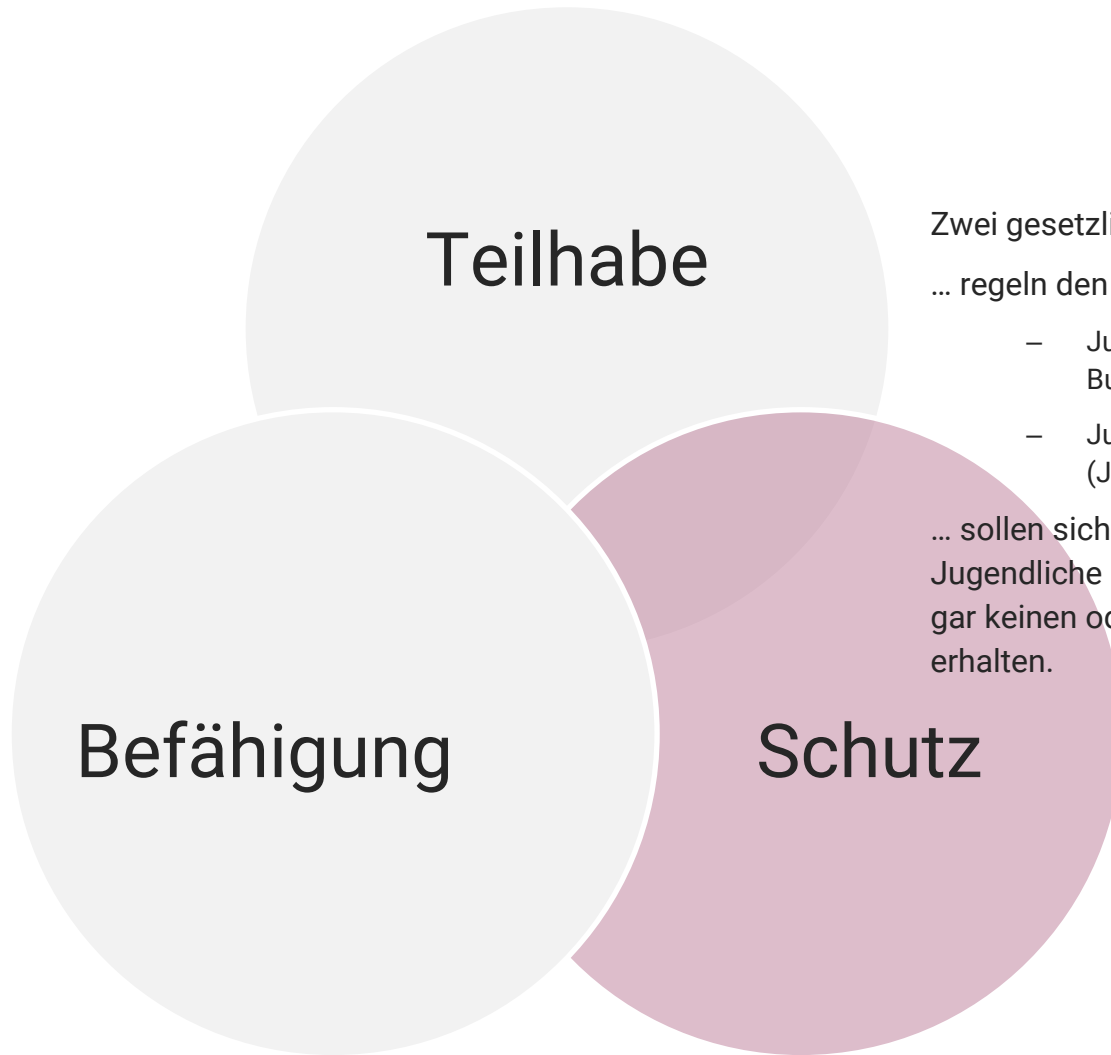 Teilhabe
Zwei gesetzli
… regeln den
– Ju
Bu
– Ju
(J
… sollen sich
Jugendliche
gar keinen o
erhalten.
Befähigung
Schutz